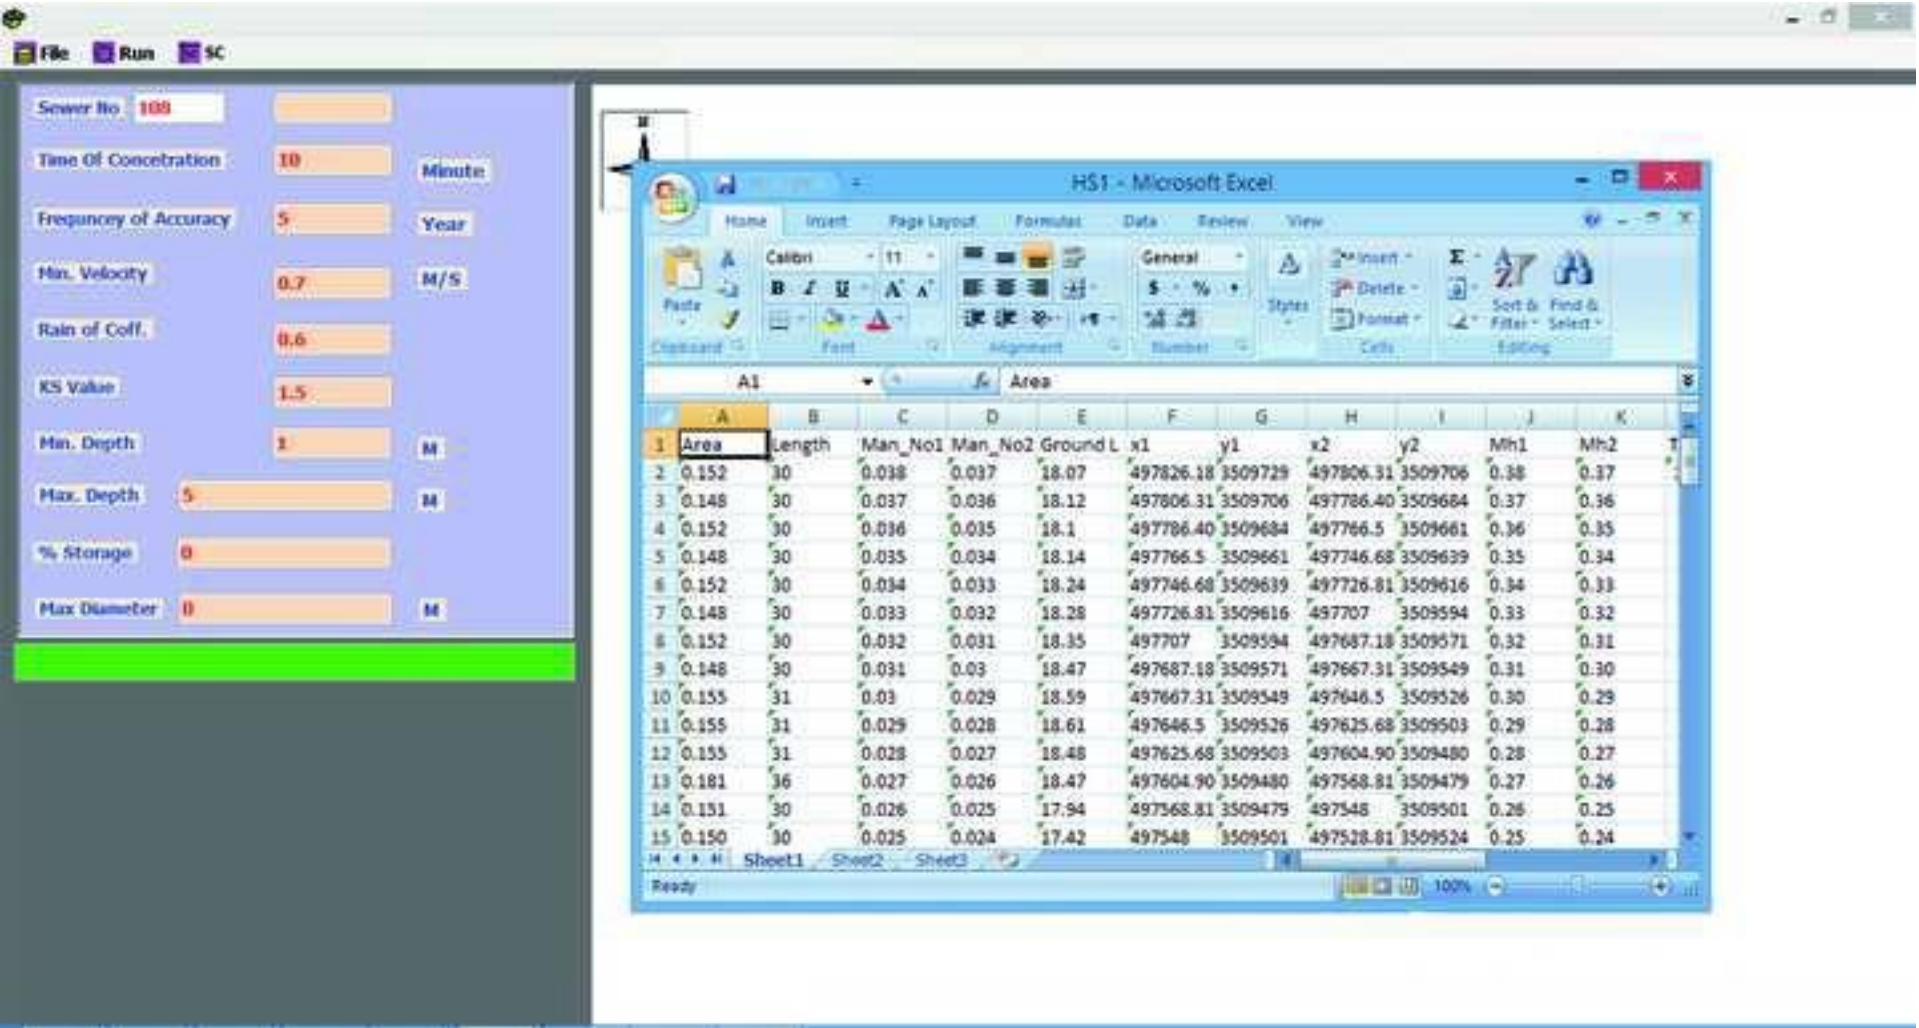 File Run SC
Sewer No 108
Time Of Concetration 10 Minute
Frequncey of Accuracy 5 Year
Min. Velocity 0.7 M/S
Rain of Coff. 0.6
KS Value 1.5
Min. Depth 1 M
Max. Depth 5 M
% Storage 0
Max Diameter 0 M
HS1 - Microsoft Excel
Home Insert Page Layout Formulas Data Review View
Calibri 11 General Insert Σ
Paste B I U A A $ % , Styles Delete Sort & Find &
Format Filter Select
Clipboard Font Alignment Number Cells Editing
A1 fx Area
A B C D E F G H I J K
1 Area Length Man_No1 Man_No2 Ground L x1 y1 x2 y2 Mh1 Mh2 T
2 0.152 30 0.038 0.037 18.07 497826.18 3509729 497806.31 3509706 0.38 0.37
3 0.148 30 0.037 0.036 18.12 497806.31 3509706 497786.40 3509684 0.37 0.36
4 0.152 30 0.036 0.035 18.1 497786.40 3509684 497766.5 3509661 0.36 0.35
5 0.148 30 0.035 0.034 18.14 497766.5 3509661 497746.68 3509639 0.35 0.34
6 0.152 30 0.034 0.033 18.24 497746.68 3509639 497726.81 3509616 0.34 0.33
7 0.148 30 0.033 0.032 18.28 497726.81 3509616 497707 3509594 0.33 0.32
8 0.152 30 0.032 0.031 18.35 497707 3509594 497687.18 3509571 0.32 0.31
9 0.148 30 0.031 0.03 18.47 497687.18 3509571 497667.31 3509549 0.31 0.30
10 0.155 31 0.03 0.029 18.59 497667.31 3509549 497646.5 3509526 0.30 0.29
11 0.155 31 0.029 0.028 18.61 497646.5 3509526 497625.68 3509503 0.29 0.28
12 0.155 31 0.028 0.027 18.48 497625.68 3509503 497604.90 3509480 0.28 0.27
13 0.181 36 0.027 0.026 18.47 497604.90 3509480 497568.81 3509479 0.27 0.26
14 0.151 30 0.026 0.025 17.94 497568.81 3509479 497548 3509501 0.26 0.25
15 0.150 30 0.025 0.024 17.42 497548 3509501 497528.81 3509524 0.25 0.24
Sheet1 Sheet2 Sheet3
Ready 100%